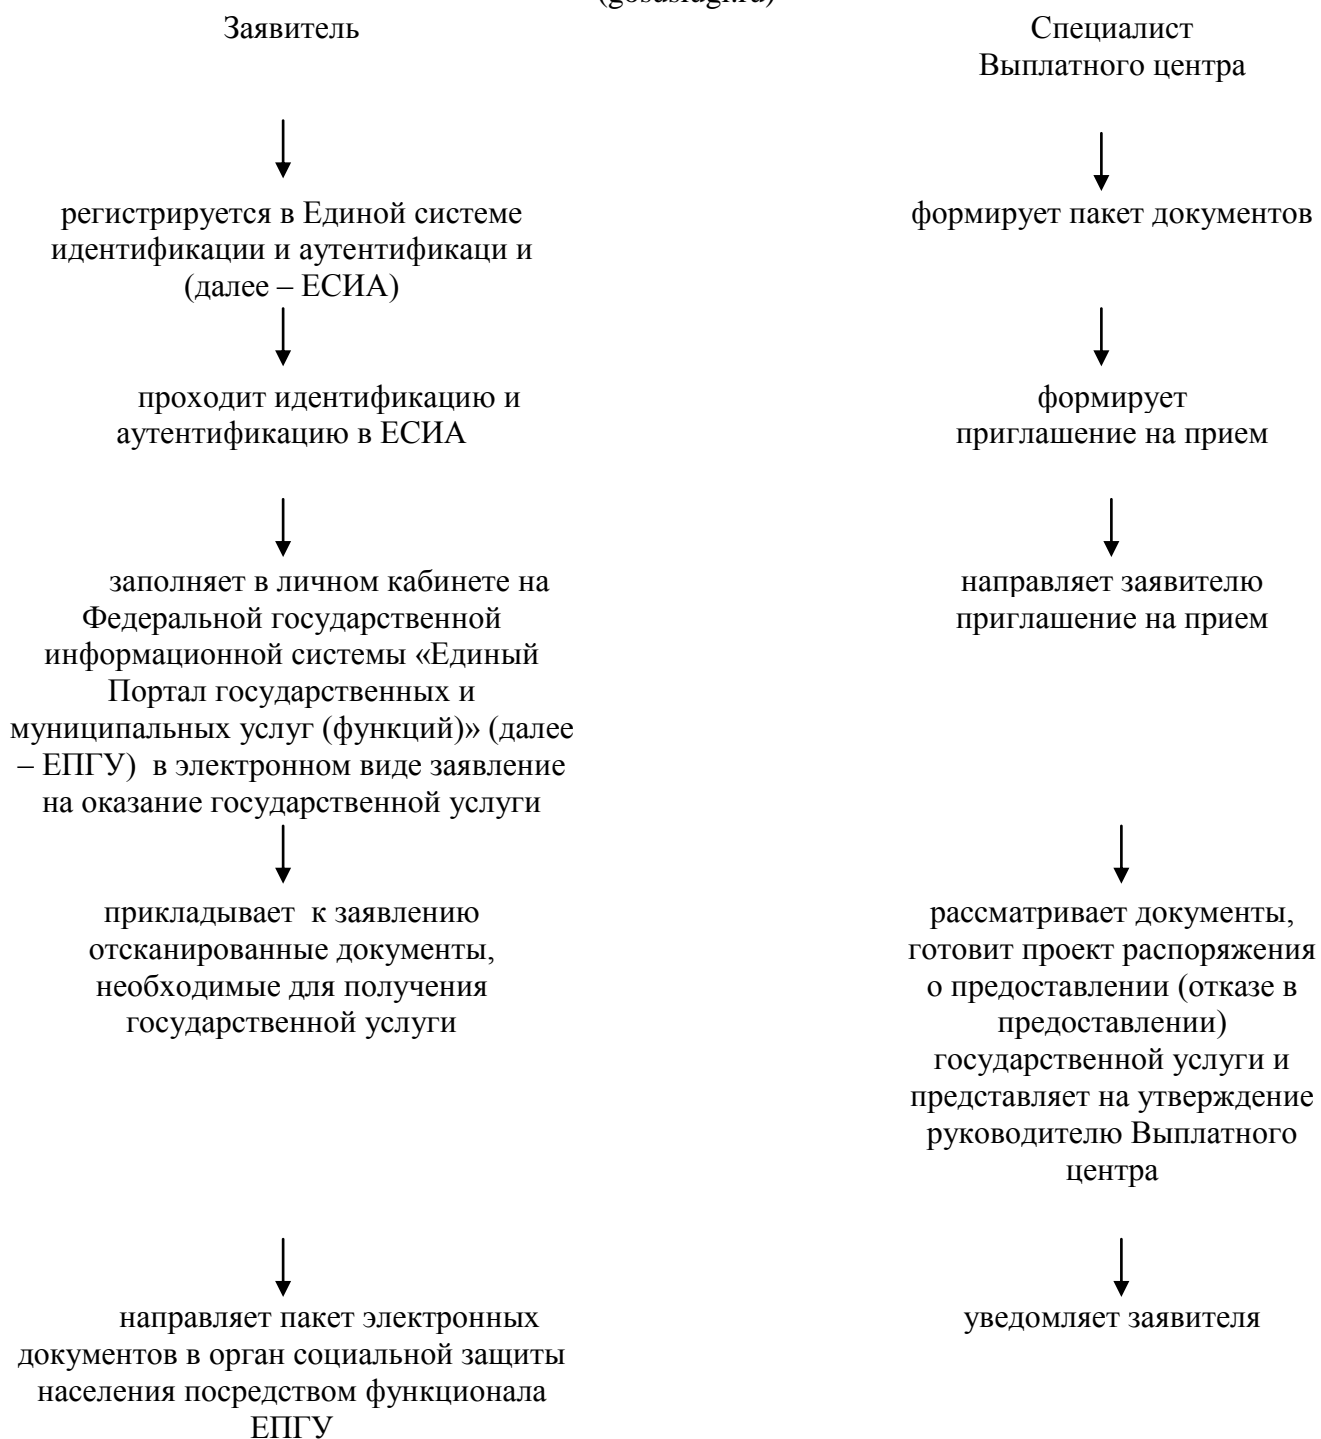 Заявитель
регистрируется в Единой системе
идентификации и аутентификаци и
(далее – ЕСИА)
проходит идентификацию и
аутентификацию в ЕСИА
заполняет в личном кабинете на
Федеральной государственной
информационной системы «Единый
Портал государственных и
муниципальных услуг (функций)» (далее
– ЕПГУ) в электронном виде заявление
на оказание государственной услуги
прикладывает к заявлению
отсканированные документы,
необходимые для получения
государственной услуги
направляет пакет электронных
документов в орган социальной защиты
населения посредством функционала
ЕПГУ
Специалист
Выплатного центра
формирует пакет документов
формирует
приглашение на прием
направляет заявителю
приглашение на прием
рассматривает документы,
готовит проект распоряжения
о предоставлении (отказе в
предоставлении)
государственной услуги и
представляет на утверждение
руководителю Выплатного
центра
уведомляет заявителя